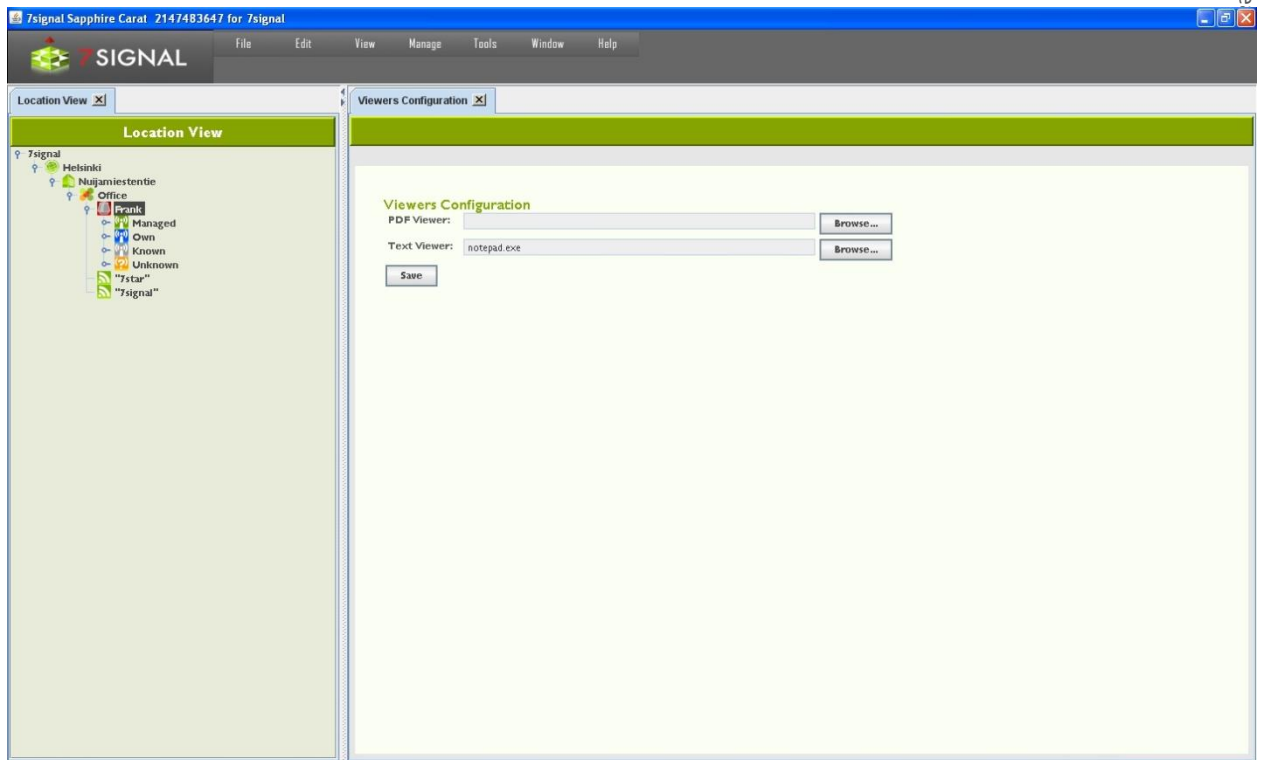 7signal Sapphire Carat 2147483647 for 7signal
7SIGNAL
File Edit View Manage Tools Window Help
Location View
Viewers Configuration
Location View
7signal
Helsinki
Nuijamiestentie
Office
Frank
Managed
Own
Known
Unknown
"7star"
"7signal"
Viewers Configuration
PDF Viewer: Browse...
Text Viewer: notepad.exe Browse...
Save